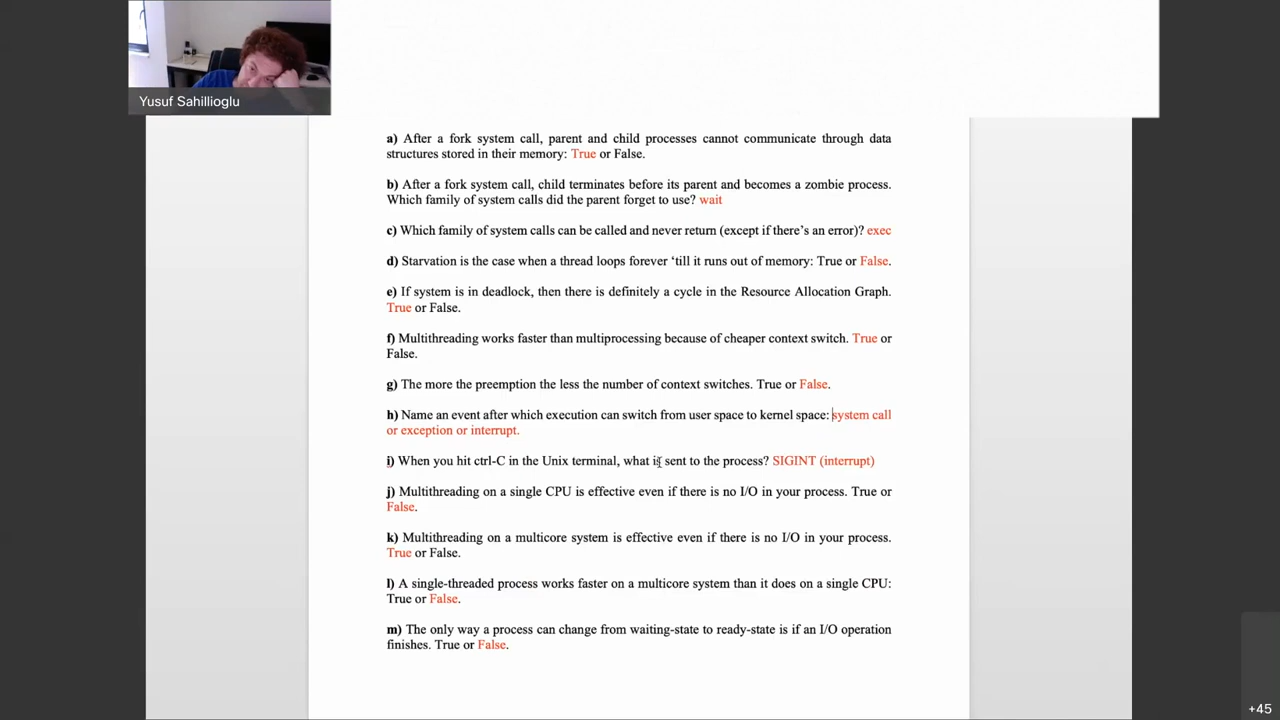 Yusuf Sahillioglu
a) After a fork system call, parent and child processes cannot communicate through data
structures stored in their memory: True or False.
b) After a fork system call, child terminates before its parent and becomes a zombie process.
Which family of system calls did the parent forget to use? wait
c) Which family of system calls can be called and never return (except if there's an error)? exec
d) Starvation is the case when a thread loops forever 'till it runs out of memory: True or False.
e) If system is in deadlock, then there is definitely a cycle in the Resource Allocation Graph.
True or False.
f) Multithreading works faster than multiprocessing because of cheaper context switch. True or
False.
g) The more the preemption the less the number of context switches. True or False.
h) Name an event after which execution can switch from user space to kernel space: system call
or exception or interrupt.
i) When you hit ctrl-C in the Unix terminal, what is sent to the process? SIGINT (interrupt)
j) Multithreading on a single CPU is effective even if there is no I/O in your process. True or
False.
k) Multithreading on a multicore system is effective even if there is no I/O in your process.
True or False.
l) A single-threaded process works faster on a multicore system than it does on a single CPU:
True or False.
m) The only way a process can change from waiting-state to ready-state is if an I/O operation
finishes. True or False.
+45